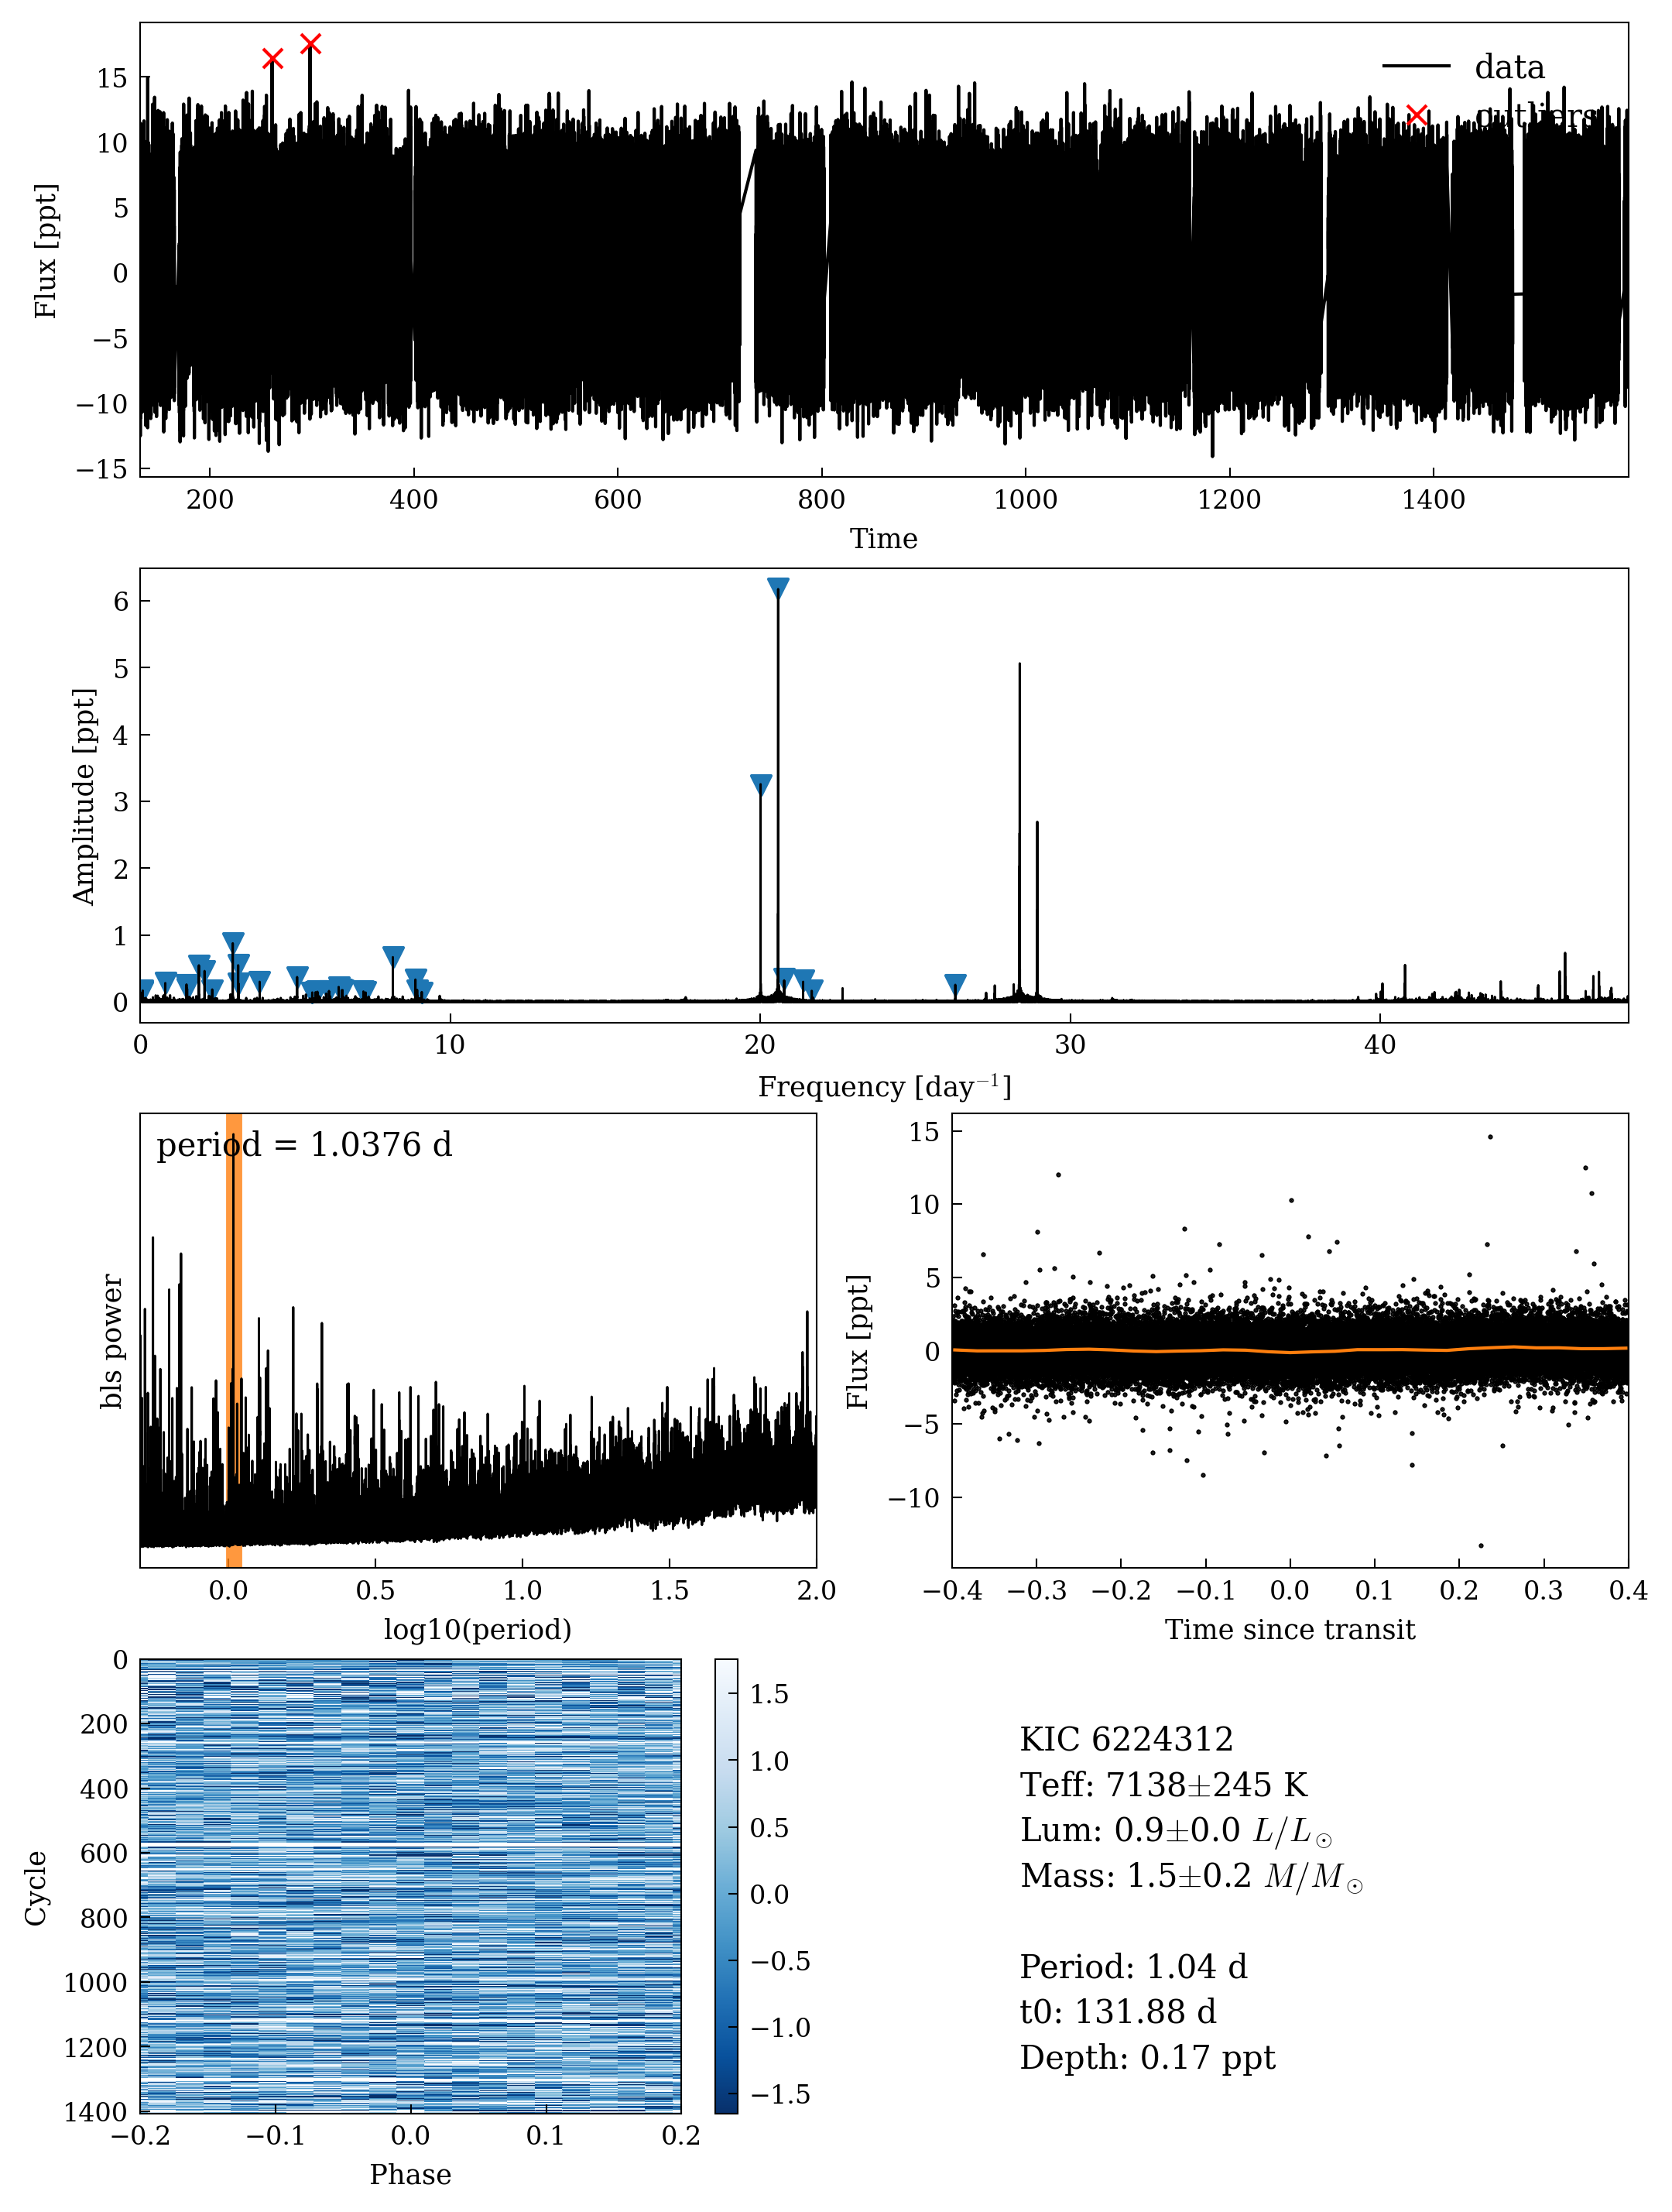 data
outliers
15
10
5
0
−5
−10
−15
Flux [ppt]
200 400 600 800 1000 1200 1400
Time
6
5
4
3
2
1
0
Amplitude [ppt]
0 10 20 30 40
Frequency [day⁻¹]
period = 1.0376 d
bls power
0.0 0.5 1.0 1.5 2.0
log10(period)
15
10
5
0
−5
−10
Flux [ppt]
−0.4 −0.3 −0.2 −0.1 0.0 0.1 0.2 0.3 0.4
Time since transit
0
200
400
600
800
1000
1200
1400
Cycle
−0.2 −0.1 0.0 0.1 0.2
Phase
1.5
1.0
0.5
0.0
−0.5
−1.0
−1.5
KIC 6224312
Teff: 7138±245 K
Lum: 0.9±0.0 L/L⊙
Mass: 1.5±0.2 M/M⊙
Period: 1.04 d
t0: 131.88 d
Depth: 0.17 ppt